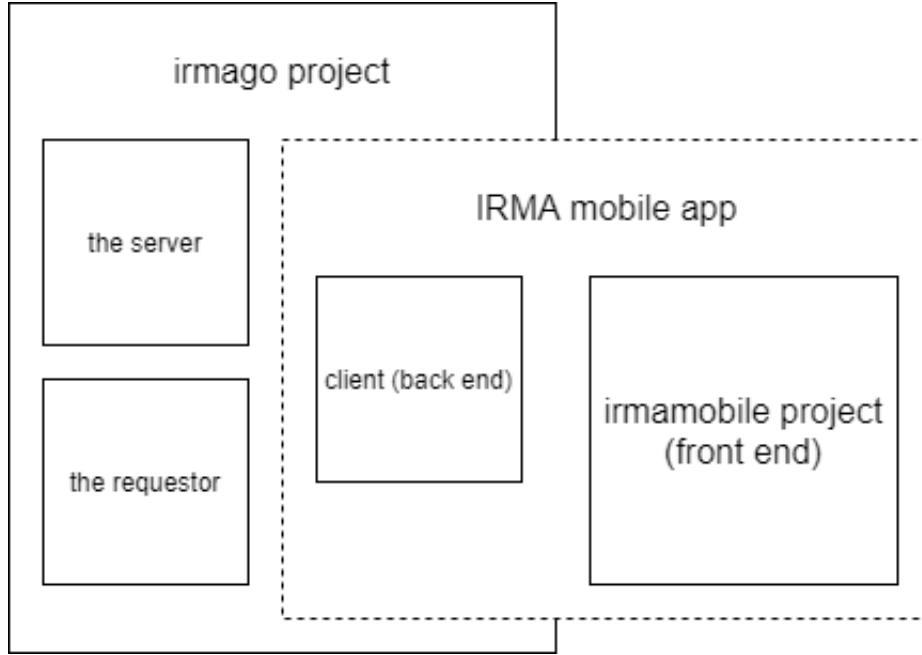 irmago project
IRMA mobile app
the server
client (back end)
irmamobile project
(front end)
the requestor